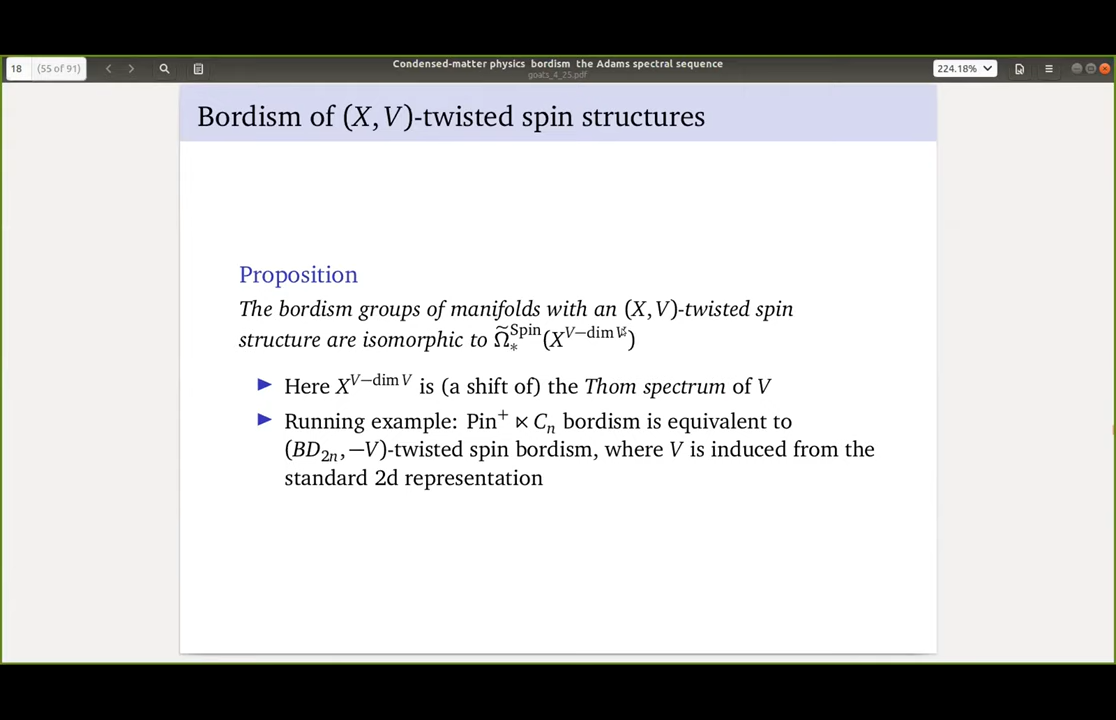 18 (55 of 91)
Condensed-matter physics bordism the Adams spectral sequence
goats_4_25.pdf
224.18%
Bordism of (X, V)-twisted spin structures
Proposition
The bordism groups of manifolds with an (X, V)-twisted spin
structure are isomorphic to Ω̃_*^Spin(X^{V−dim V})
► Here X^{V−dim V} is (a shift of) the Thom spectrum of V
► Running example: Pin⁺ ⋉ C_n bordism is equivalent to
(BD_{2n}, −V)-twisted spin bordism, where V is induced from the
standard 2d representation